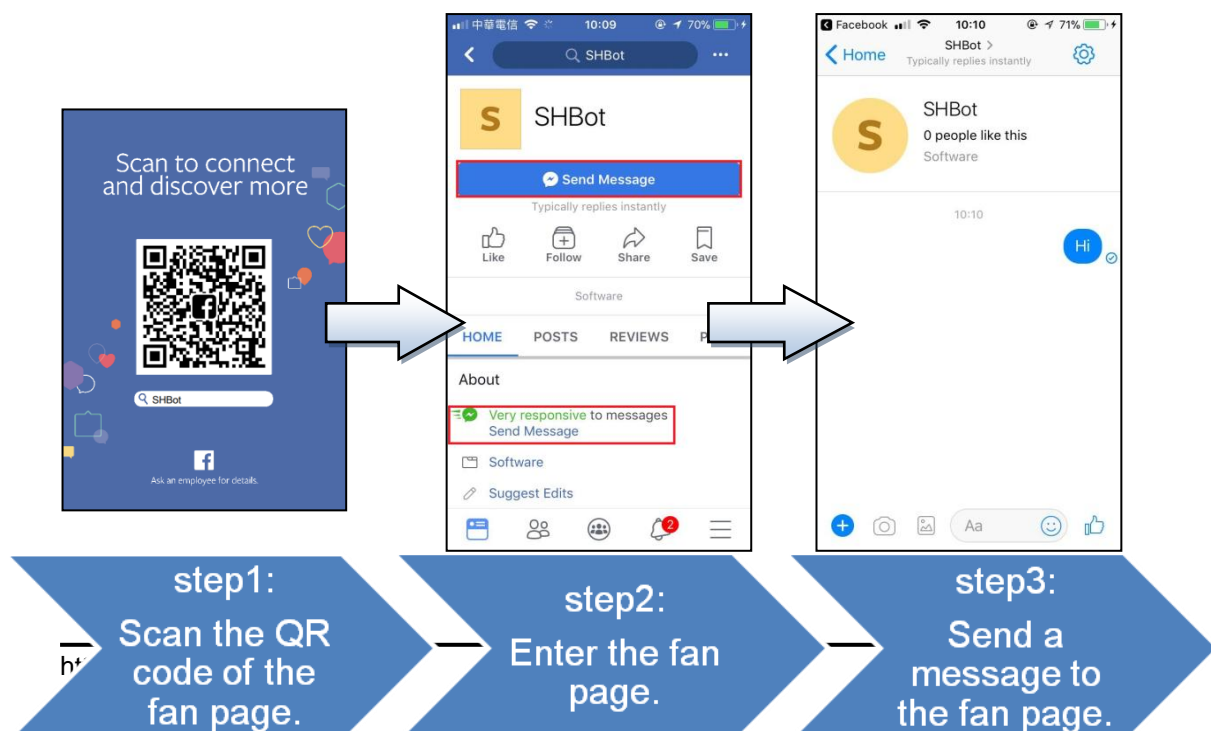 Scan to connect
and discover more
SHBot
f
Ask an employee for details.
中華電信 10:09 70%
SHBot
S SHBot
Send Message
Typically replies instantly
Like Follow Share Save
Software
HOME POSTS REVIEWS
About
Very responsive to messages
Send Message
Software
Suggest Edits
2
Facebook 10:10 71%
Home SHBot >
Typically replies instantly
S
SHBot
0 people like this
Software
10:10
Hi
Aa
step1:
Scan the QR
code of the
fan page.
step2:
Enter the fan
page.
step3:
Send a
message to
the fan page.